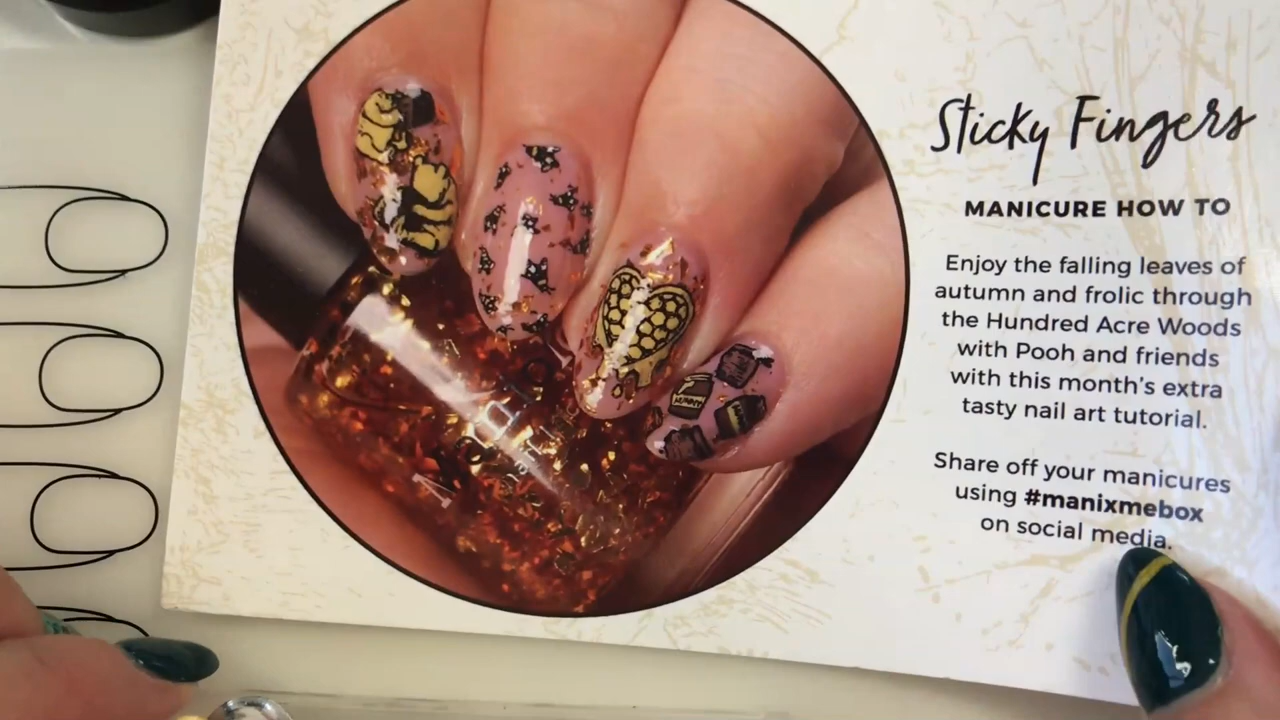 Sticky Fingers
MANICURE HOW TO
Enjoy the falling leaves of
autumn and frolic through
the Hundred Acre Woods
with Pooh and friends
with this month's extra
tasty nail art tutorial.
Share off your manicures
using #manixmebox
on social media.
HUNNY